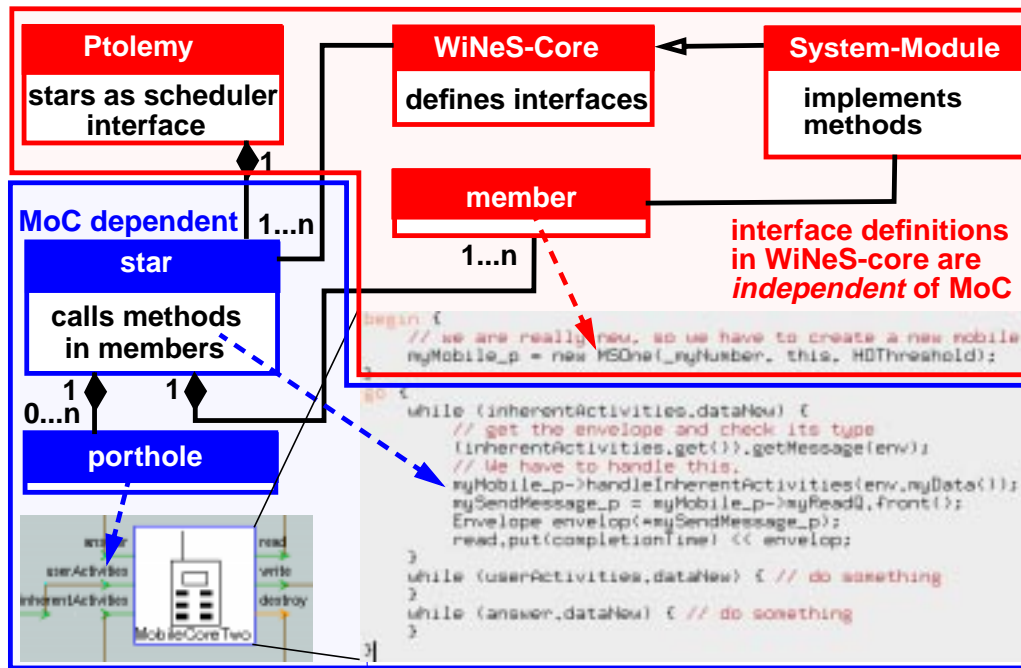 Ptolemy
stars as scheduler
interface
WiNeS-Core
defines interfaces
System-Module
implements
methods
1
1...n
member
1...n
interface definitions
in WiNeS-core are
independent of MoC
MoC dependent
star
calls methods
in members
1
0...n
1
porthole
begin {
// we are really new, so we have to create a new mobile
myMobile_p = new MSOne(_myNumber, this, HOThreshold);
}
go {
while (inherentActivities.dataNew) {
// get the envelope and check its type
(inherentActivities.get()).getMessage(env);
// We have to handle this.
myMobile_p->handleInherentActivities(env.myData());
mySendMessage_p = myMobile_p->myReadQ.front();
Envelope envelop(*mySendMessage_p);
read.put(completionTime) << envelop;
}
while (userActivities.dataNew) { // do something
}
while (answer.dataNew) { // do something
}
}
answer
userActivities
inherentActivities
read
write
destroy
MobileCoreTwo